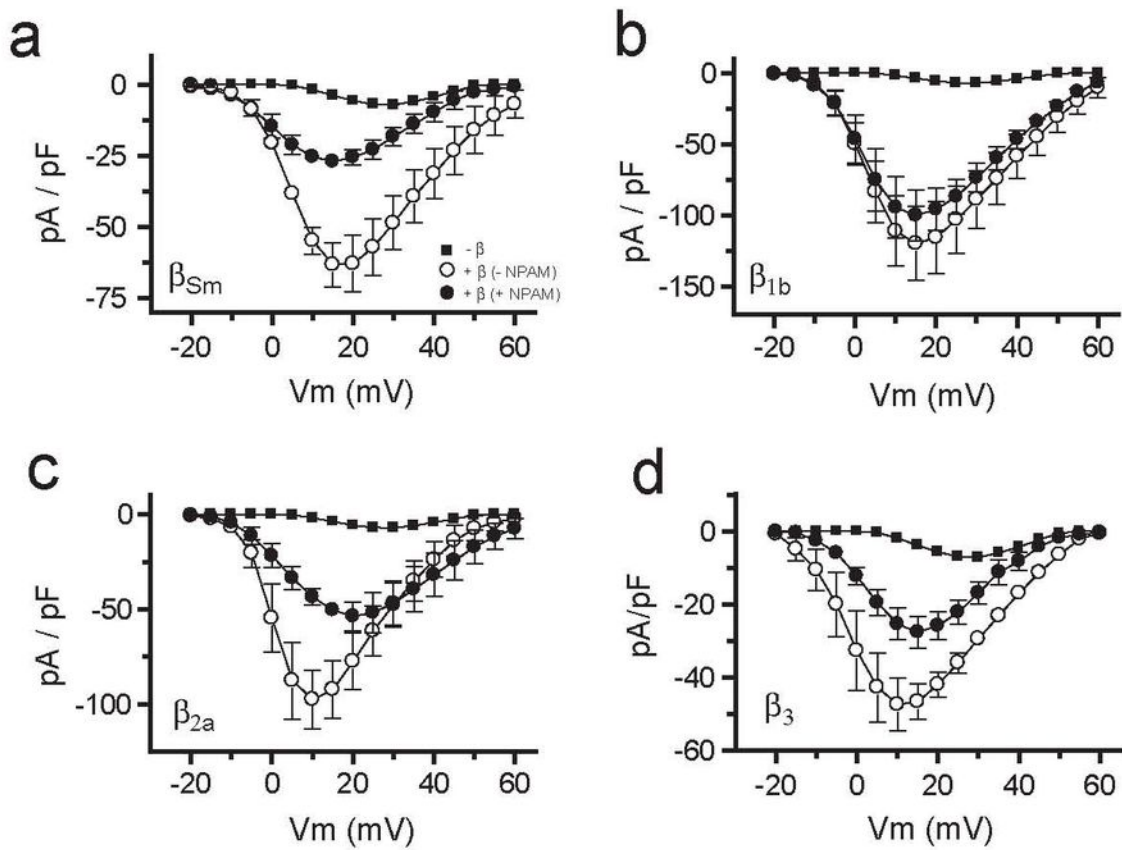 a
0
-25
-50
-75
pA / pF
βSm
- β
+ β (- NPAM)
+ β (+ NPAM)
-20 0 20 40 60
Vm (mV)
b
0
-50
-100
-150
pA / pF
β1b
-20 0 20 40 60
Vm (mV)
c
0
-50
-100
pA / pF
β2a
-20 0 20 40 60
Vm (mV)
d
0
-20
-40
-60
pA/pF
β3
-20 0 20 40 60
Vm (mV)